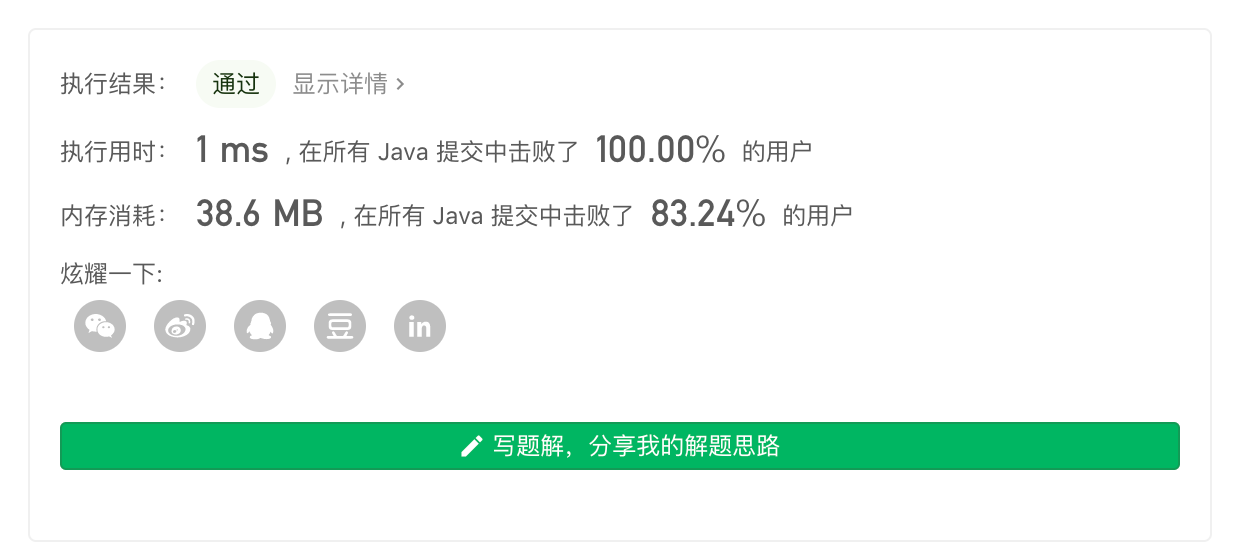 执行结果： 通过 显示详情 >
执行用时： 1 ms , 在所有 Java 提交中击败了 100.00% 的用户
内存消耗： 38.6 MB , 在所有 Java 提交中击败了 83.24% 的用户
炫耀一下:
豆 in
写题解，分享我的解题思路